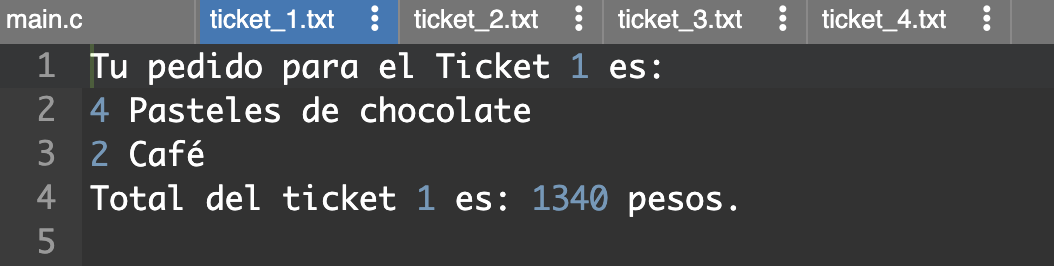 main.c ticket_1.txt ticket_2.txt ticket_3.txt ticket_4.txt
1 Tu pedido para el Ticket 1 es:
2 4 Pasteles de chocolate
3 2 Café
4 Total del ticket 1 es: 1340 pesos.
5